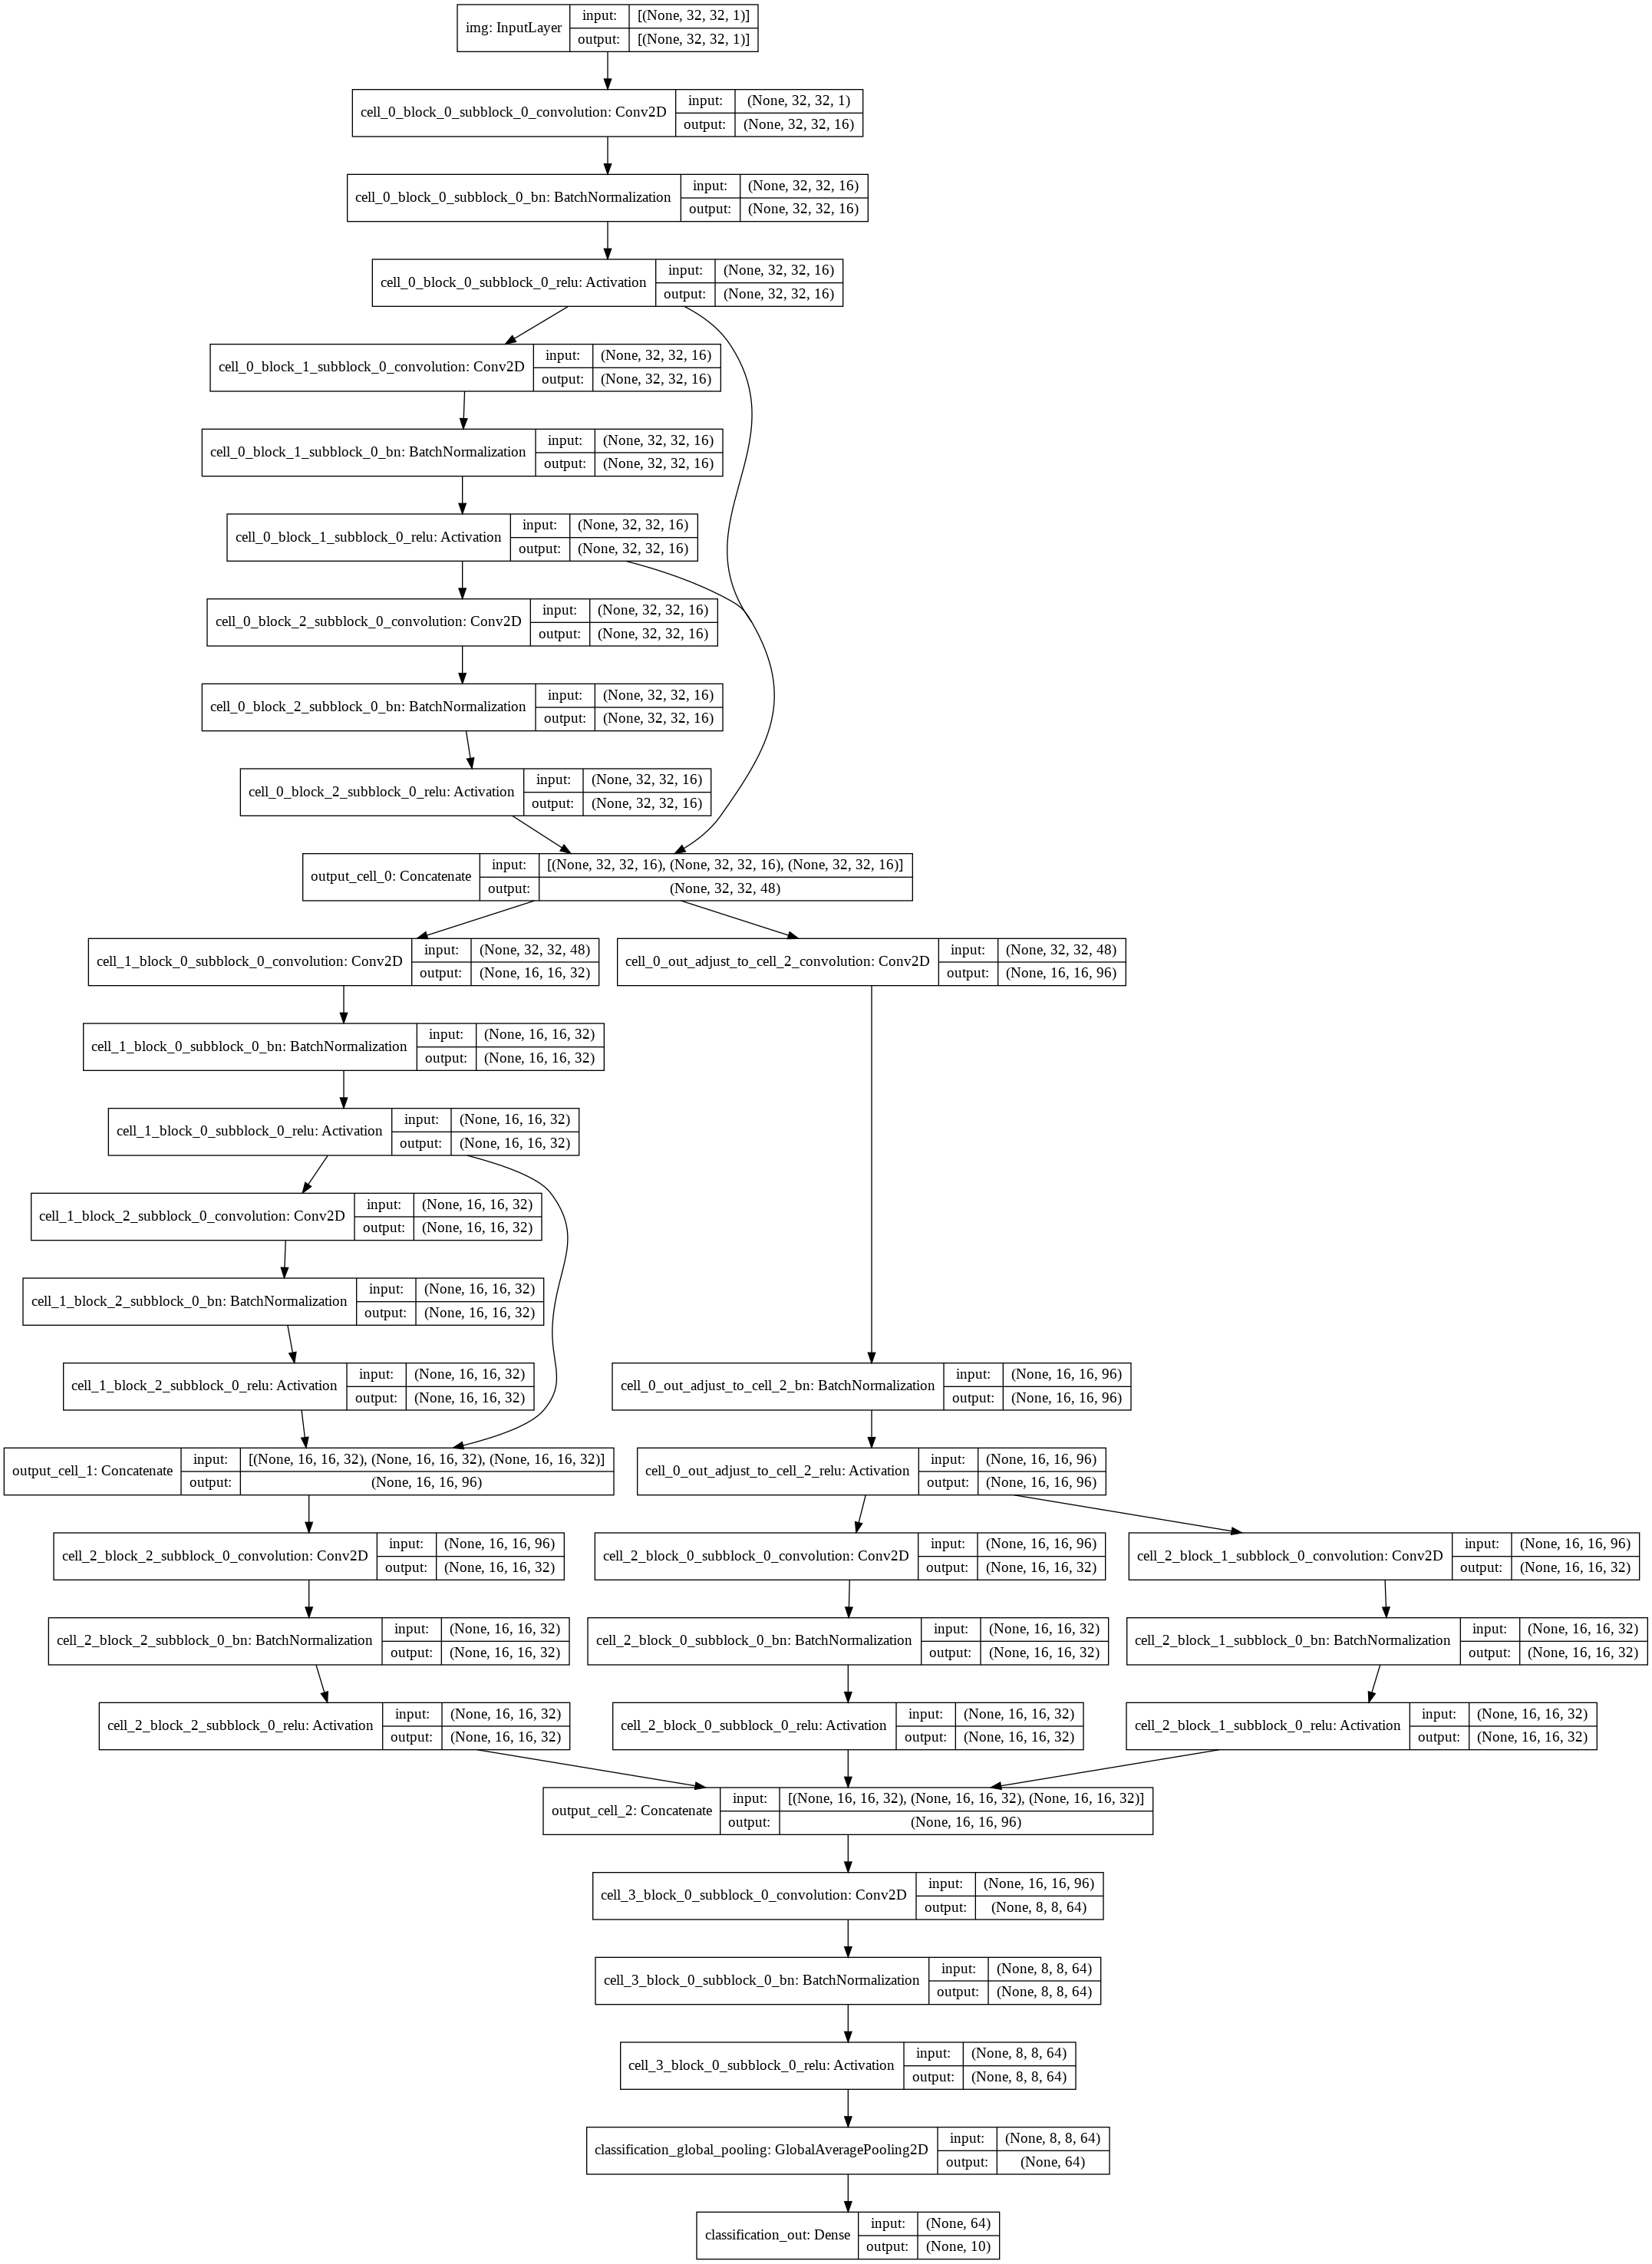 img: InputLayer
input:
[(None, 32, 32, 1)]
output:
[(None, 32, 32, 1)]
cell_0_block_0_subblock_0_convolution: Conv2D
input:
(None, 32, 32, 1)
output:
(None, 32, 32, 16)
cell_0_block_0_subblock_0_bn: BatchNormalization
input:
(None, 32, 32, 16)
output:
(None, 32, 32, 16)
cell_0_block_0_subblock_0_relu: Activation
input:
(None, 32, 32, 16)
output:
(None, 32, 32, 16)
cell_0_block_1_subblock_0_convolution: Conv2D
input:
(None, 32, 32, 16)
output:
(None, 32, 32, 16)
cell_0_block_1_subblock_0_bn: BatchNormalization
input:
(None, 32, 32, 16)
output:
(None, 32, 32, 16)
cell_0_block_1_subblock_0_relu: Activation
input:
(None, 32, 32, 16)
output:
(None, 32, 32, 16)
cell_0_block_2_subblock_0_convolution: Conv2D
input:
(None, 32, 32, 16)
output:
(None, 32, 32, 16)
cell_0_block_2_subblock_0_bn: BatchNormalization
input:
(None, 32, 32, 16)
output:
(None, 32, 32, 16)
cell_0_block_2_subblock_0_relu: Activation
input:
(None, 32, 32, 16)
output:
(None, 32, 32, 16)
output_cell_0: Concatenate
input:
[(None, 32, 32, 16), (None, 32, 32, 16), (None, 32, 32, 16)]
output:
(None, 32, 32, 48)
cell_1_block_0_subblock_0_convolution: Conv2D
input:
(None, 32, 32, 48)
output:
(None, 16, 16, 32)
cell_0_out_adjust_to_cell_2_convolution: Conv2D
input:
(None, 32, 32, 48)
output:
(None, 16, 16, 96)
cell_1_block_0_subblock_0_bn: BatchNormalization
input:
(None, 16, 16, 32)
output:
(None, 16, 16, 32)
cell_1_block_0_subblock_0_relu: Activation
input:
(None, 16, 16, 32)
output:
(None, 16, 16, 32)
cell_1_block_2_subblock_0_convolution: Conv2D
input:
(None, 16, 16, 32)
output:
(None, 16, 16, 32)
cell_1_block_2_subblock_0_bn: BatchNormalization
input:
(None, 16, 16, 32)
output:
(None, 16, 16, 32)
cell_1_block_2_subblock_0_relu: Activation
input:
(None, 16, 16, 32)
output:
(None, 16, 16, 32)
cell_0_out_adjust_to_cell_2_bn: BatchNormalization
input:
(None, 16, 16, 96)
output:
(None, 16, 16, 96)
output_cell_1: Concatenate
input:
[(None, 16, 16, 32), (None, 16, 16, 32), (None, 16, 16, 32)]
output:
(None, 16, 16, 96)
cell_0_out_adjust_to_cell_2_relu: Activation
input:
(None, 16, 16, 96)
output:
(None, 16, 16, 96)
cell_2_block_2_subblock_0_convolution: Conv2D
input:
(None, 16, 16, 96)
output:
(None, 16, 16, 32)
cell_2_block_0_subblock_0_convolution: Conv2D
input:
(None, 16, 16, 96)
output:
(None, 16, 16, 32)
cell_2_block_1_subblock_0_convolution: Conv2D
input:
(None, 16, 16, 96)
output:
(None, 16, 16, 32)
cell_2_block_2_subblock_0_bn: BatchNormalization
input:
(None, 16, 16, 32)
output:
(None, 16, 16, 32)
cell_2_block_0_subblock_0_bn: BatchNormalization
input:
(None, 16, 16, 32)
output:
(None, 16, 16, 32)
cell_2_block_1_subblock_0_bn: BatchNormalization
input:
(None, 16, 16, 32)
output:
(None, 16, 16, 32)
cell_2_block_2_subblock_0_relu: Activation
input:
(None, 16, 16, 32)
output:
(None, 16, 16, 32)
cell_2_block_0_subblock_0_relu: Activation
input:
(None, 16, 16, 32)
output:
(None, 16, 16, 32)
cell_2_block_1_subblock_0_relu: Activation
input:
(None, 16, 16, 32)
output:
(None, 16, 16, 32)
output_cell_2: Concatenate
input:
[(None, 16, 16, 32), (None, 16, 16, 32), (None, 16, 16, 32)]
output:
(None, 16, 16, 96)
cell_3_block_0_subblock_0_convolution: Conv2D
input:
(None, 16, 16, 96)
output:
(None, 8, 8, 64)
cell_3_block_0_subblock_0_bn: BatchNormalization
input:
(None, 8, 8, 64)
output:
(None, 8, 8, 64)
cell_3_block_0_subblock_0_relu: Activation
input:
(None, 8, 8, 64)
output:
(None, 8, 8, 64)
classification_global_pooling: GlobalAveragePooling2D
input:
(None, 8, 8, 64)
output:
(None, 64)
classification_out: Dense
input:
(None, 64)
output:
(None, 10)